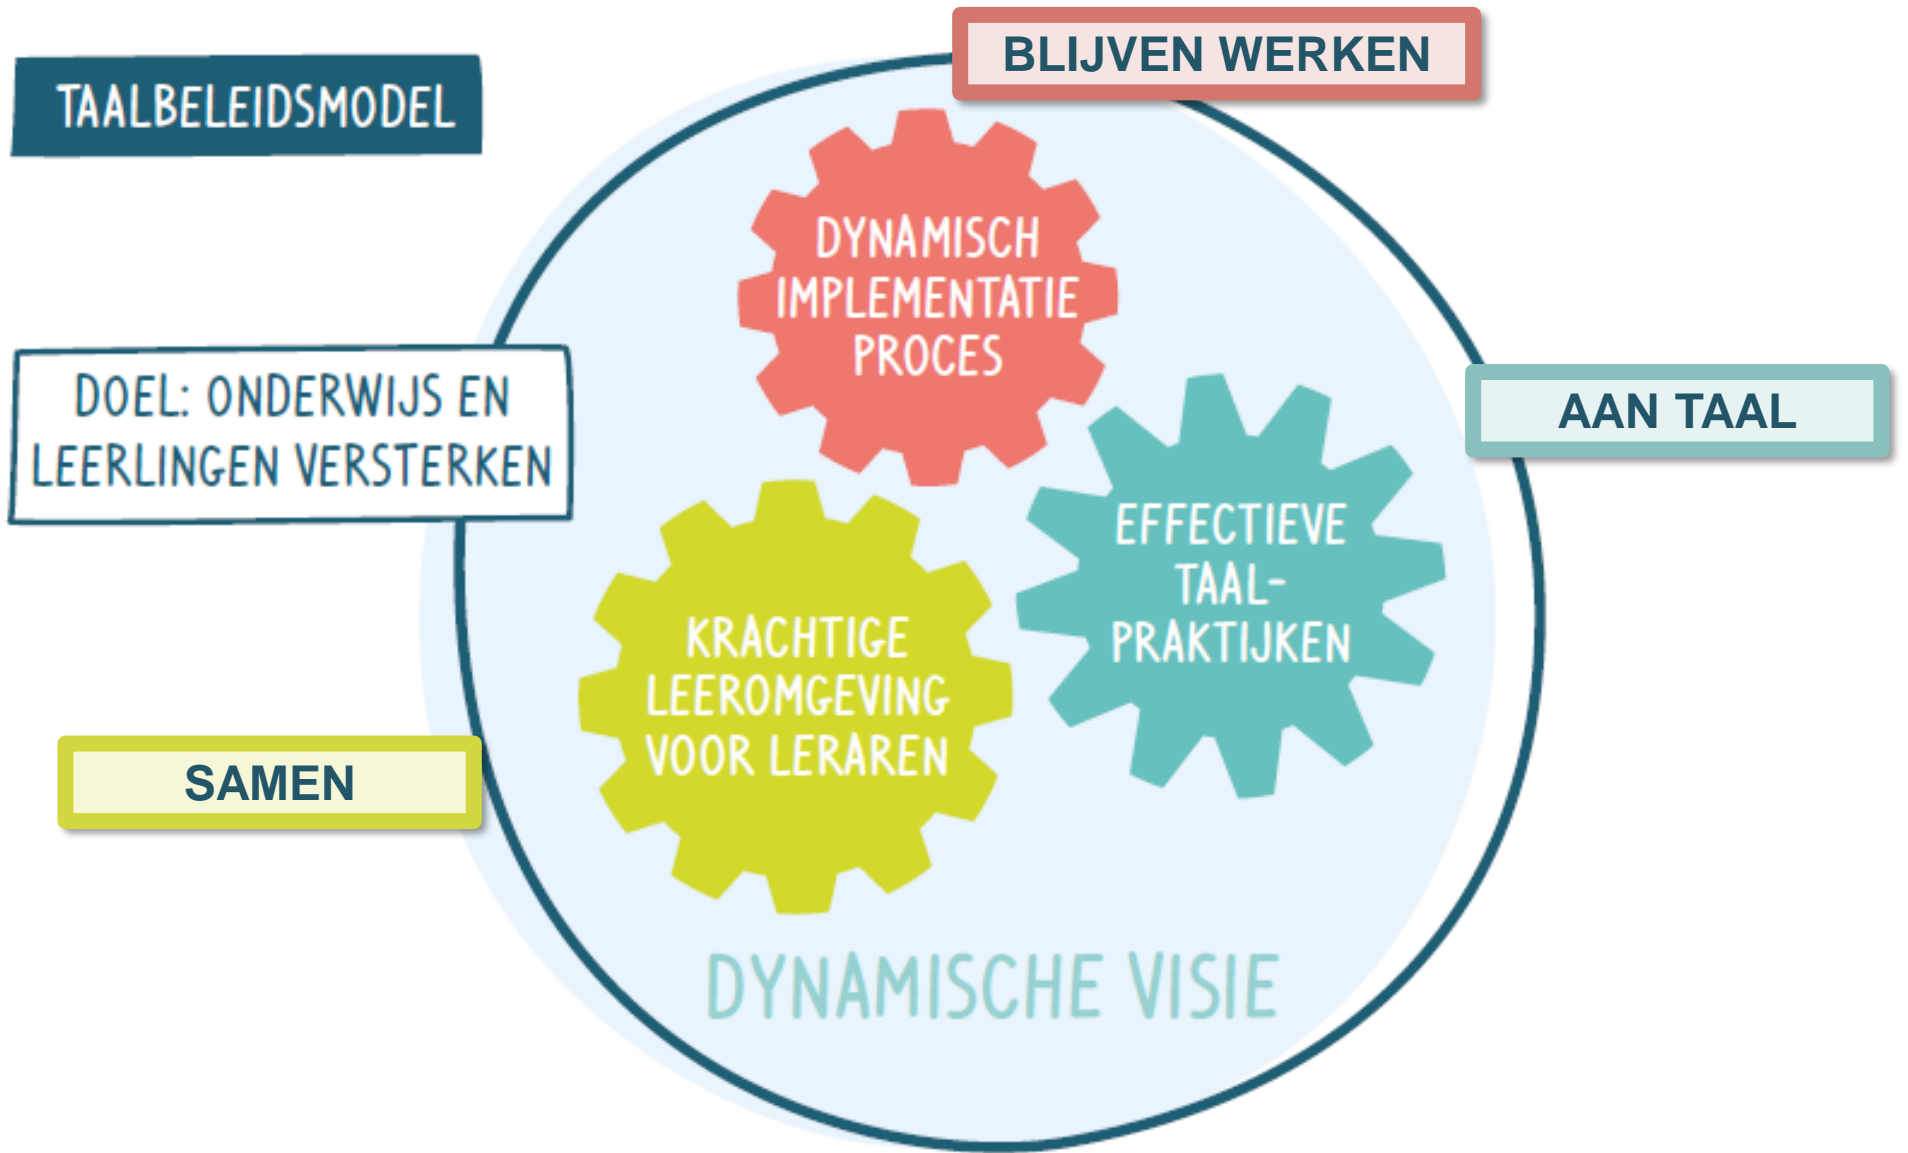 BLIJVEN WERKEN
TAALBELEIDSMODEL
DYNAMISCH
IMPLEMENTATIE
PROCES
DOEL: ONDERWIJS EN
LEERLINGEN VERSTERKEN
AAN TAAL
EFFECTIEVE
TAAL-
PRAKTIJKEN
KRACHTIGE
LEEROMGEVING
VOOR LERAREN
SAMEN
DYNAMISCHE VISIE